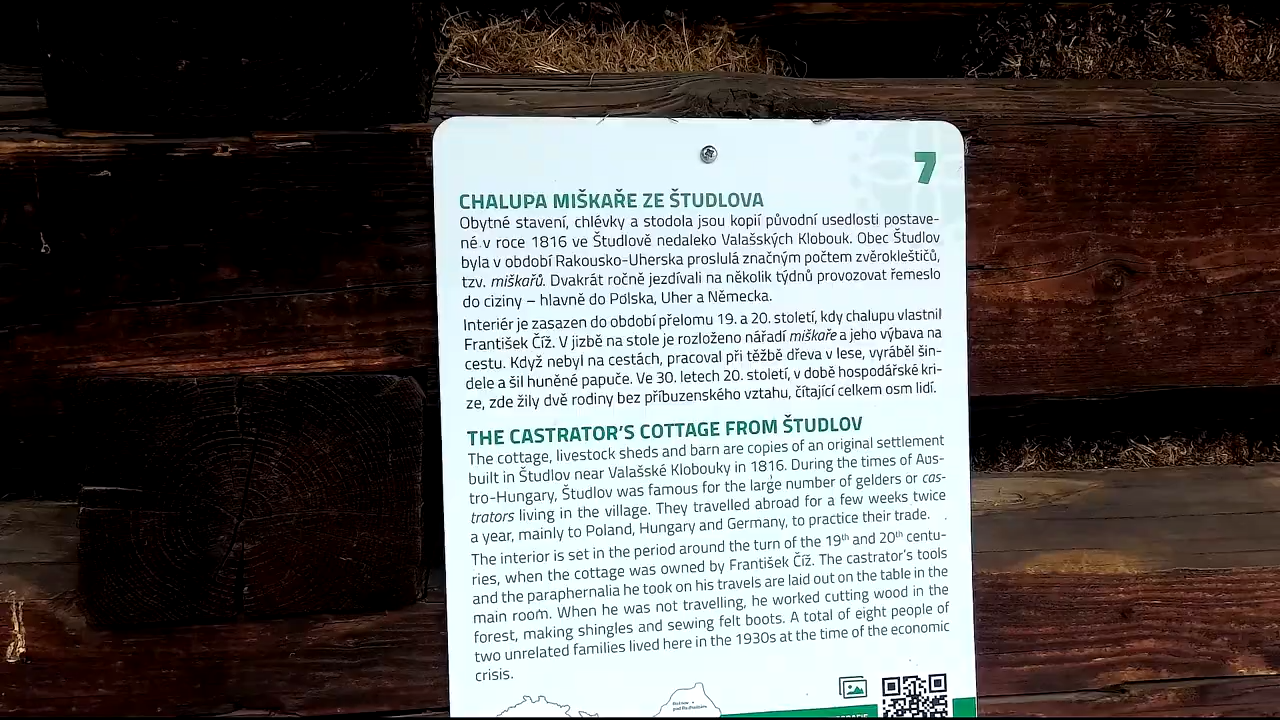 7
CHALUPA MIŠKAŘE ZE ŠTUDLOVA
Obytné stavení, chlévky a stodola jsou kopií původní usedlosti postave-
né v roce 1816 ve Študlově nedaleko Valašských Klobouk. Obec Študlov
byla v období Rakousko-Uherska proslulá značným počtem zvěrokleštičů,
tzv. miškařů. Dvakrát ročně jezdívali na několik týdnů provozovat řemeslo
do ciziny – hlavně do Polska, Uher a Německa.
Interiér je zasazen do období přelomu 19. a 20. století, kdy chalupu vlastnil
František Číž. V jizbě na stole je rozloženo nářadí miškaře a jeho výbava na
cestu. Když nebyl na cestách, pracoval při těžbě dřeva v lese, vyráběl šin-
dele a šil huněné papuče. Ve 30. letech 20. století, v době hospodářské kri-
ze, zde žily dvě rodiny bez příbuzenského vztahu, čítající celkem osm lidí.
THE CASTRATOR'S COTTAGE FROM ŠTUDLOV
The cottage, livestock sheds and barn are copies of an original settlement
built in Študlov near Valašské Klobouky in 1816. During the times of Aus-
tro-Hungary, Študlov was famous for the large number of gelders or cas-
trators living in the village. They travelled abroad for a few weeks twice
a year, mainly to Poland, Hungary and Germany, to practice their trade.
The interior is set in the period around the turn of the 19th and 20th centu-
ries, when the cottage was owned by František Číž. The castrator's tools
and the paraphernalia he took on his travels are laid out on the table in the
main room. When he was not travelling, he worked cutting wood in the
forest, making shingles and sewing felt boots. A total of eight people of
two unrelated families lived here in the 1930s at the time of the economic
crisis.